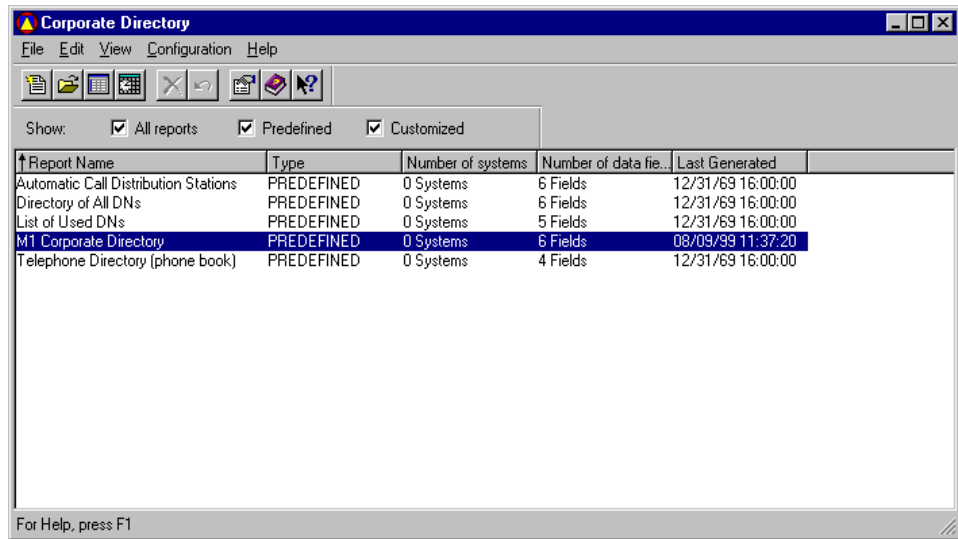 Corporate Directory
File Edit View Configuration Help
Show: All reports Predefined Customized
Report Name Type Number of systems Number of data fie... Last Generated
Automatic Call Distribution Stations PREDEFINED 0 Systems 6 Fields 12/31/69 16:00:00
Directory of All DNs PREDEFINED 0 Systems 6 Fields 12/31/69 16:00:00
List of Used DNs PREDEFINED 0 Systems 5 Fields 12/31/69 16:00:00
M1 Corporate Directory PREDEFINED 0 Systems 6 Fields 08/09/99 11:37:20
Telephone Directory (phone book) PREDEFINED 0 Systems 4 Fields 12/31/69 16:00:00
For Help, press F1